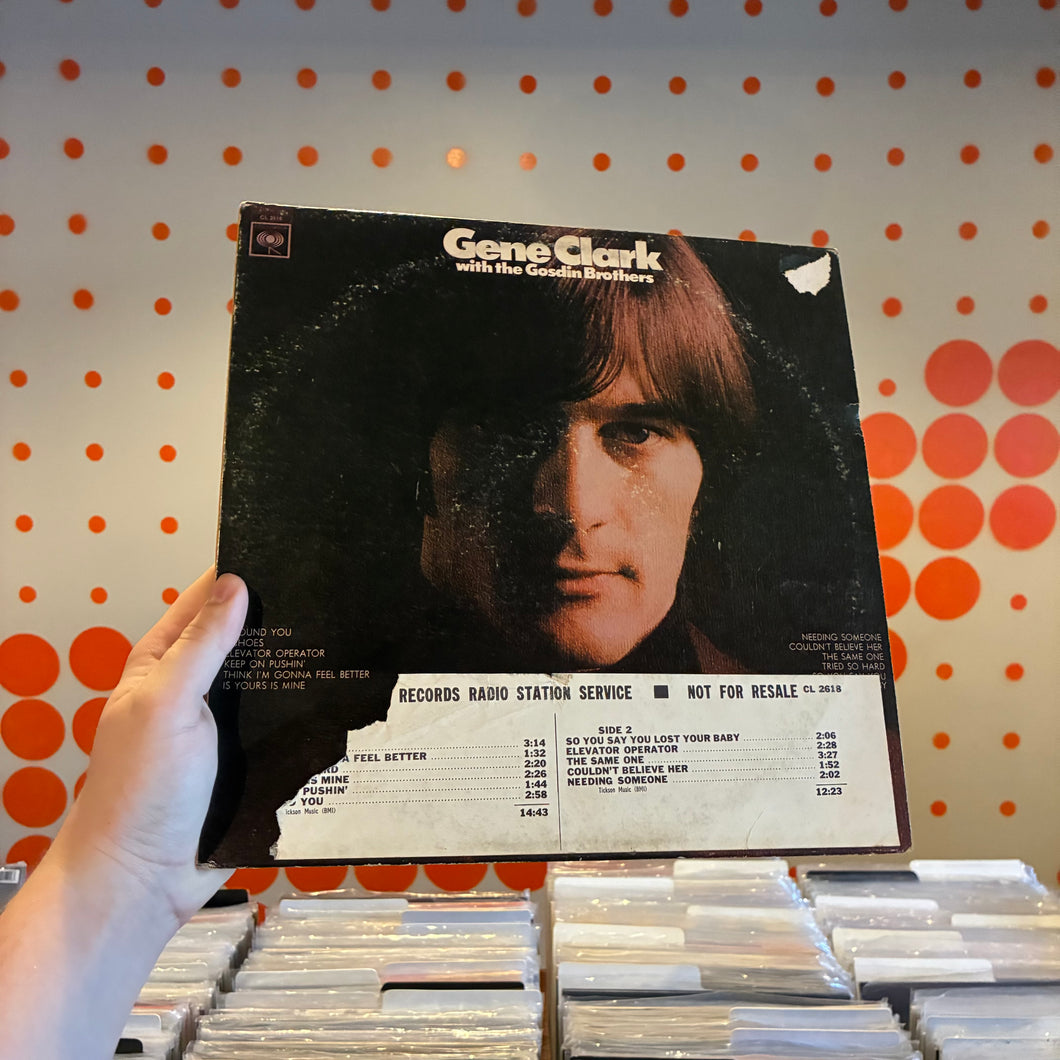 CL 2618
Gene Clark
with the Gosdin Brothers
OUND YOU
HOES
ELEVATOR OPERATOR
KEEP ON PUSHIN'
THINK I'M GONNA FEEL BETTER
IS YOURS IS MINE
NEEDING SOMEONE
COULDN'T BELIEVE HER
THE SAME ONE
TRIED SO HARD
RECORDS RADIO STATION SERVICE ■ NOT FOR RESALE CL 2618
3:14
A FEEL BETTER 1:32
RD 2:20
IS MINE 2:26
PUSHIN' 1:44
D YOU 2:58
Tickson Music (BMI)
14:43
SIDE 2
SO YOU SAY YOU LOST YOUR BABY 2:06
ELEVATOR OPERATOR 2:28
THE SAME ONE 3:27
COULDN'T BELIEVE HER 1:52
NEEDING SOMEONE 2:02
Tickson Music (BMI)
12:23